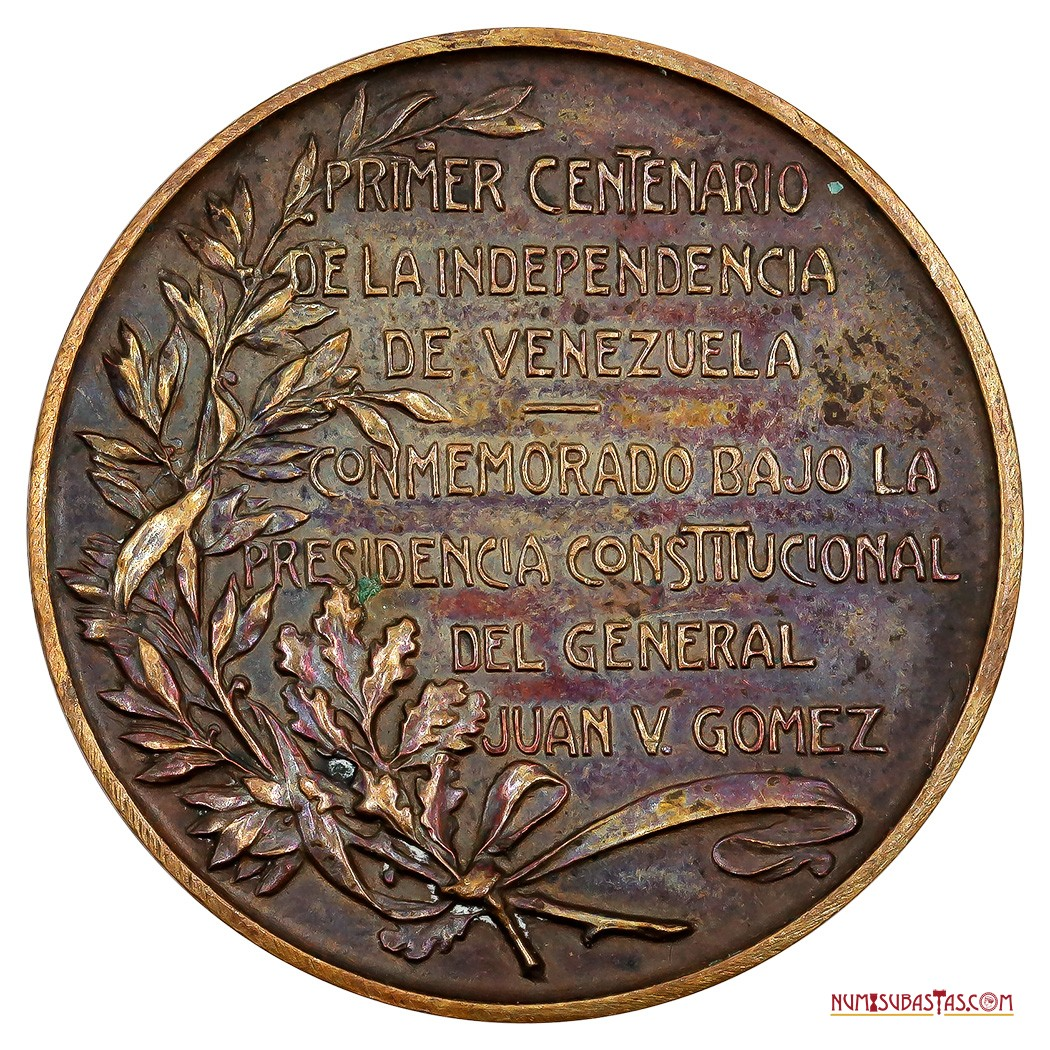 PRIMER CENTENARIO
DE LA INDEPENDENCIA
DE VENEZUELA
CONMEMORADO BAJO LA
PRESIDENCIA CONSTITUCIONAL
DEL GENERAL
JUAN V. GOMEZ
NUMISUBASTAS.COM